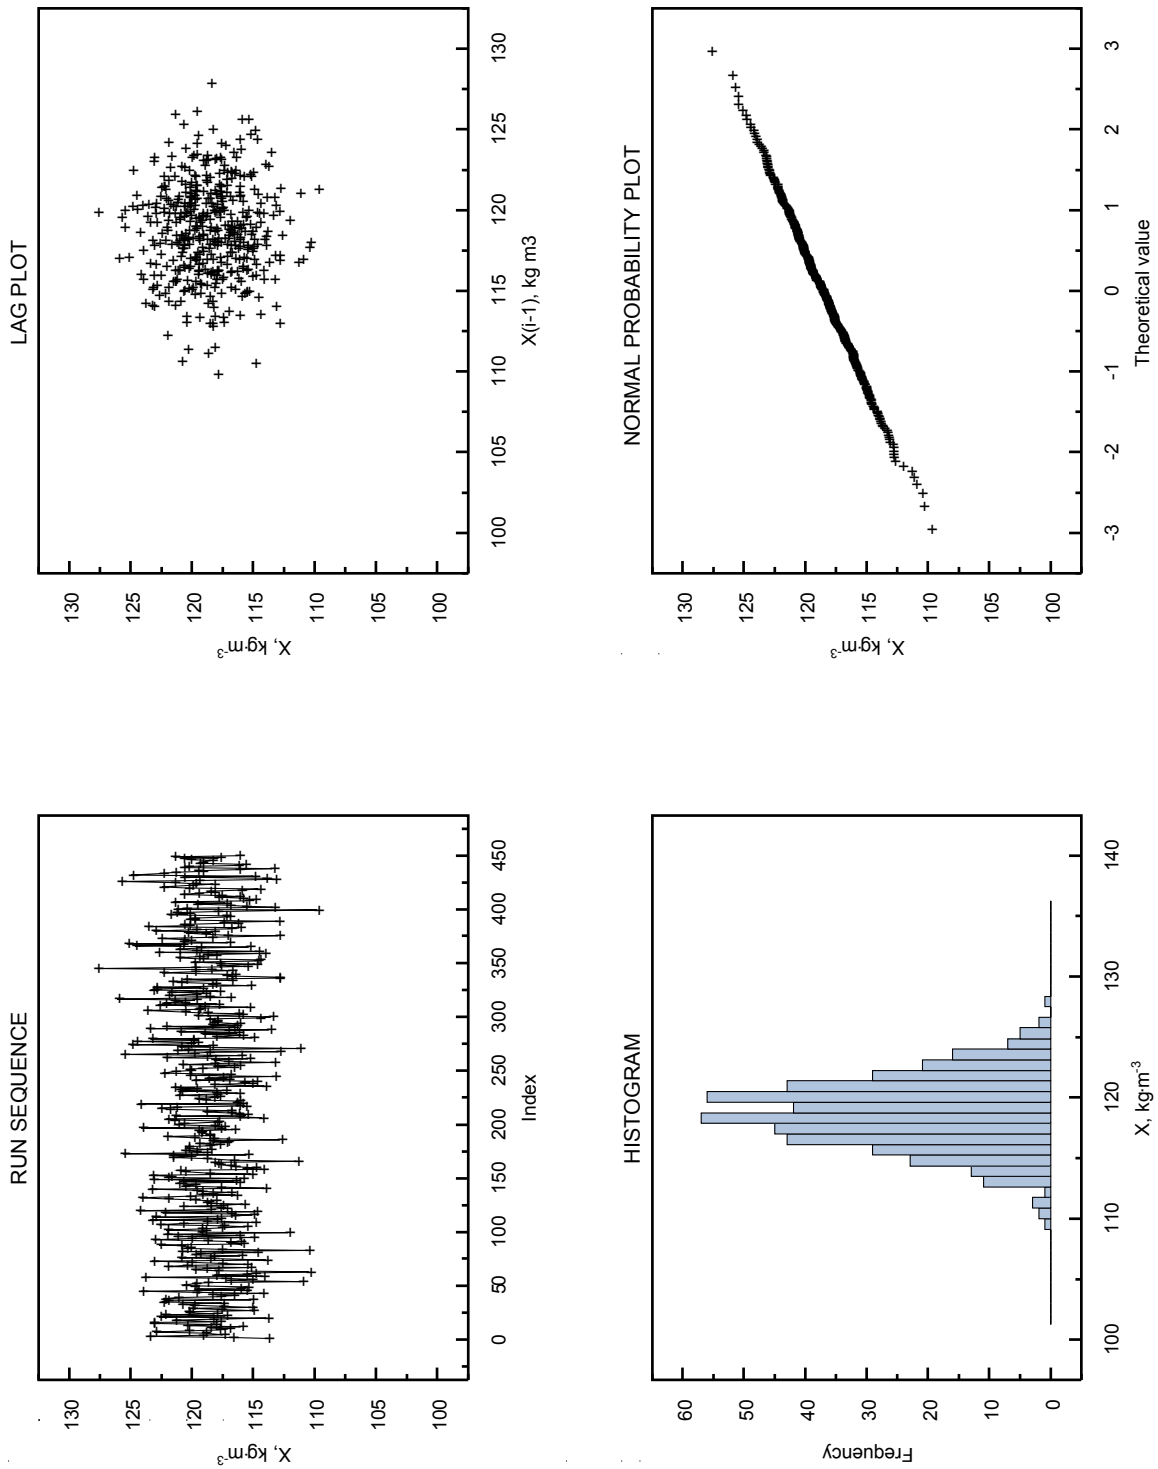 RUN SEQUENCE
130
125
120
115
110
105
100
X, kg·m⁻³
0 50 100 150 200 250 300 350 400 450
Index
LAG PLOT
130
125
120
115
110
105
100
X, kg·m⁻³
100 105 110 115 120 125 130
X(i-1), kg m3
HISTOGRAM
60
50
40
30
20
10
0
Frequency
100 110 120 130 140
X, kg·m⁻³
NORMAL PROBABILITY PLOT
130
125
120
115
110
105
100
X, kg·m⁻³
-3 -2 -1 0 1 2 3
Theoretical value